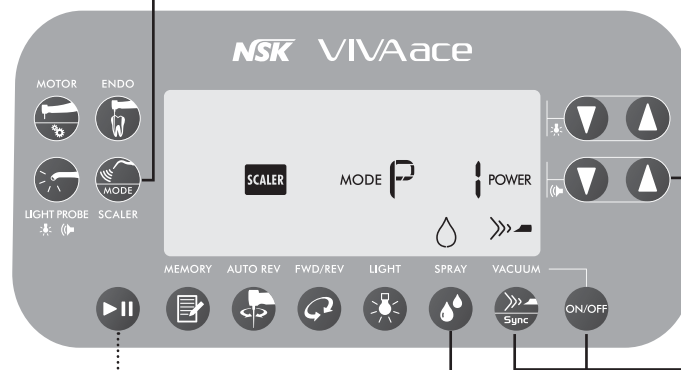 NSK VIVAace
MOTOR ENDO
MODE
LIGHT PROBE SCALER
SCALER MODE P 1 POWER
MEMORY AUTO REV FWD/REV LIGHT SPRAY VACUUM
Sync ON/OFF